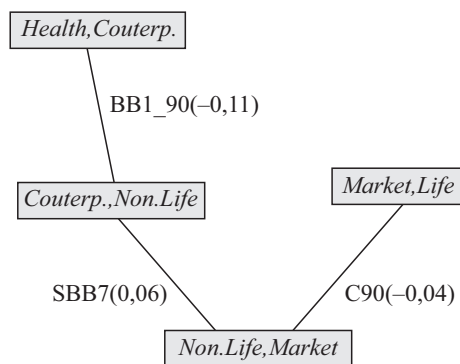 Health,Couterp.
BB1_90(–0,11)
Couterp.,Non.Life
Market,Life
SBB7(0,06)
C90(–0,04)
Non.Life,Market